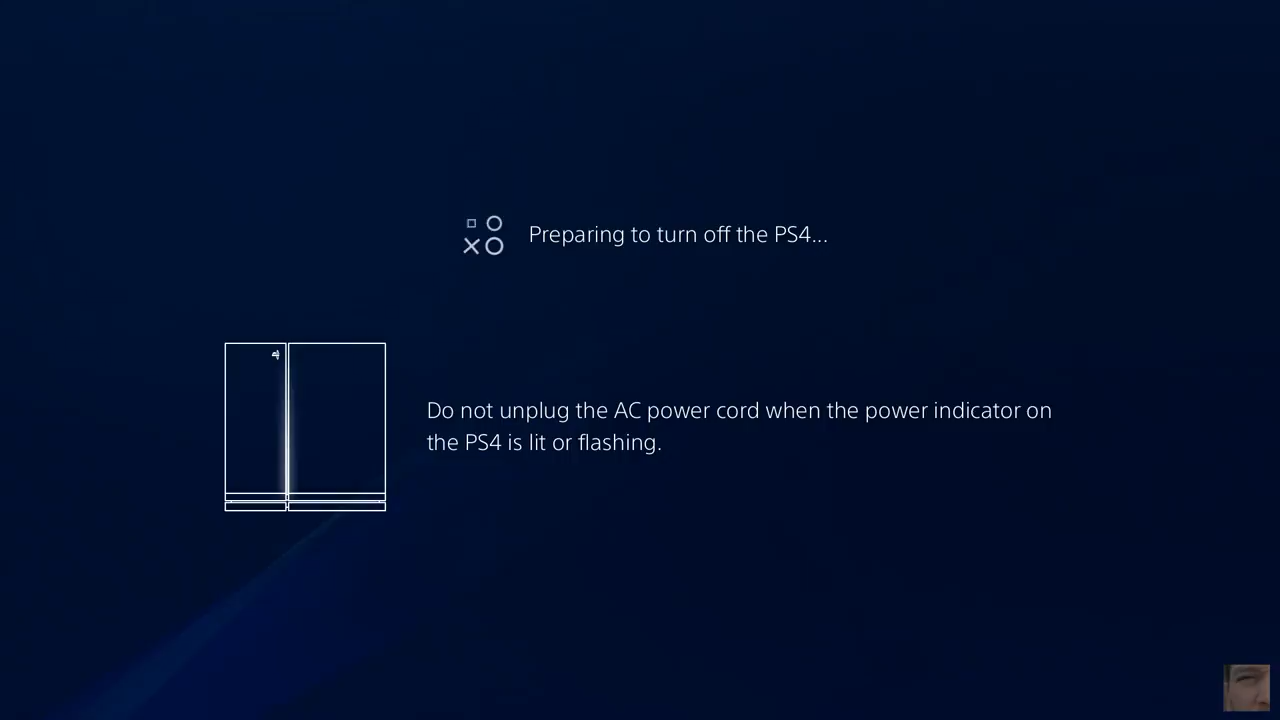 Preparing to turn off the PS4...
Do not unplug the AC power cord when the power indicator on
the PS4 is lit or flashing.